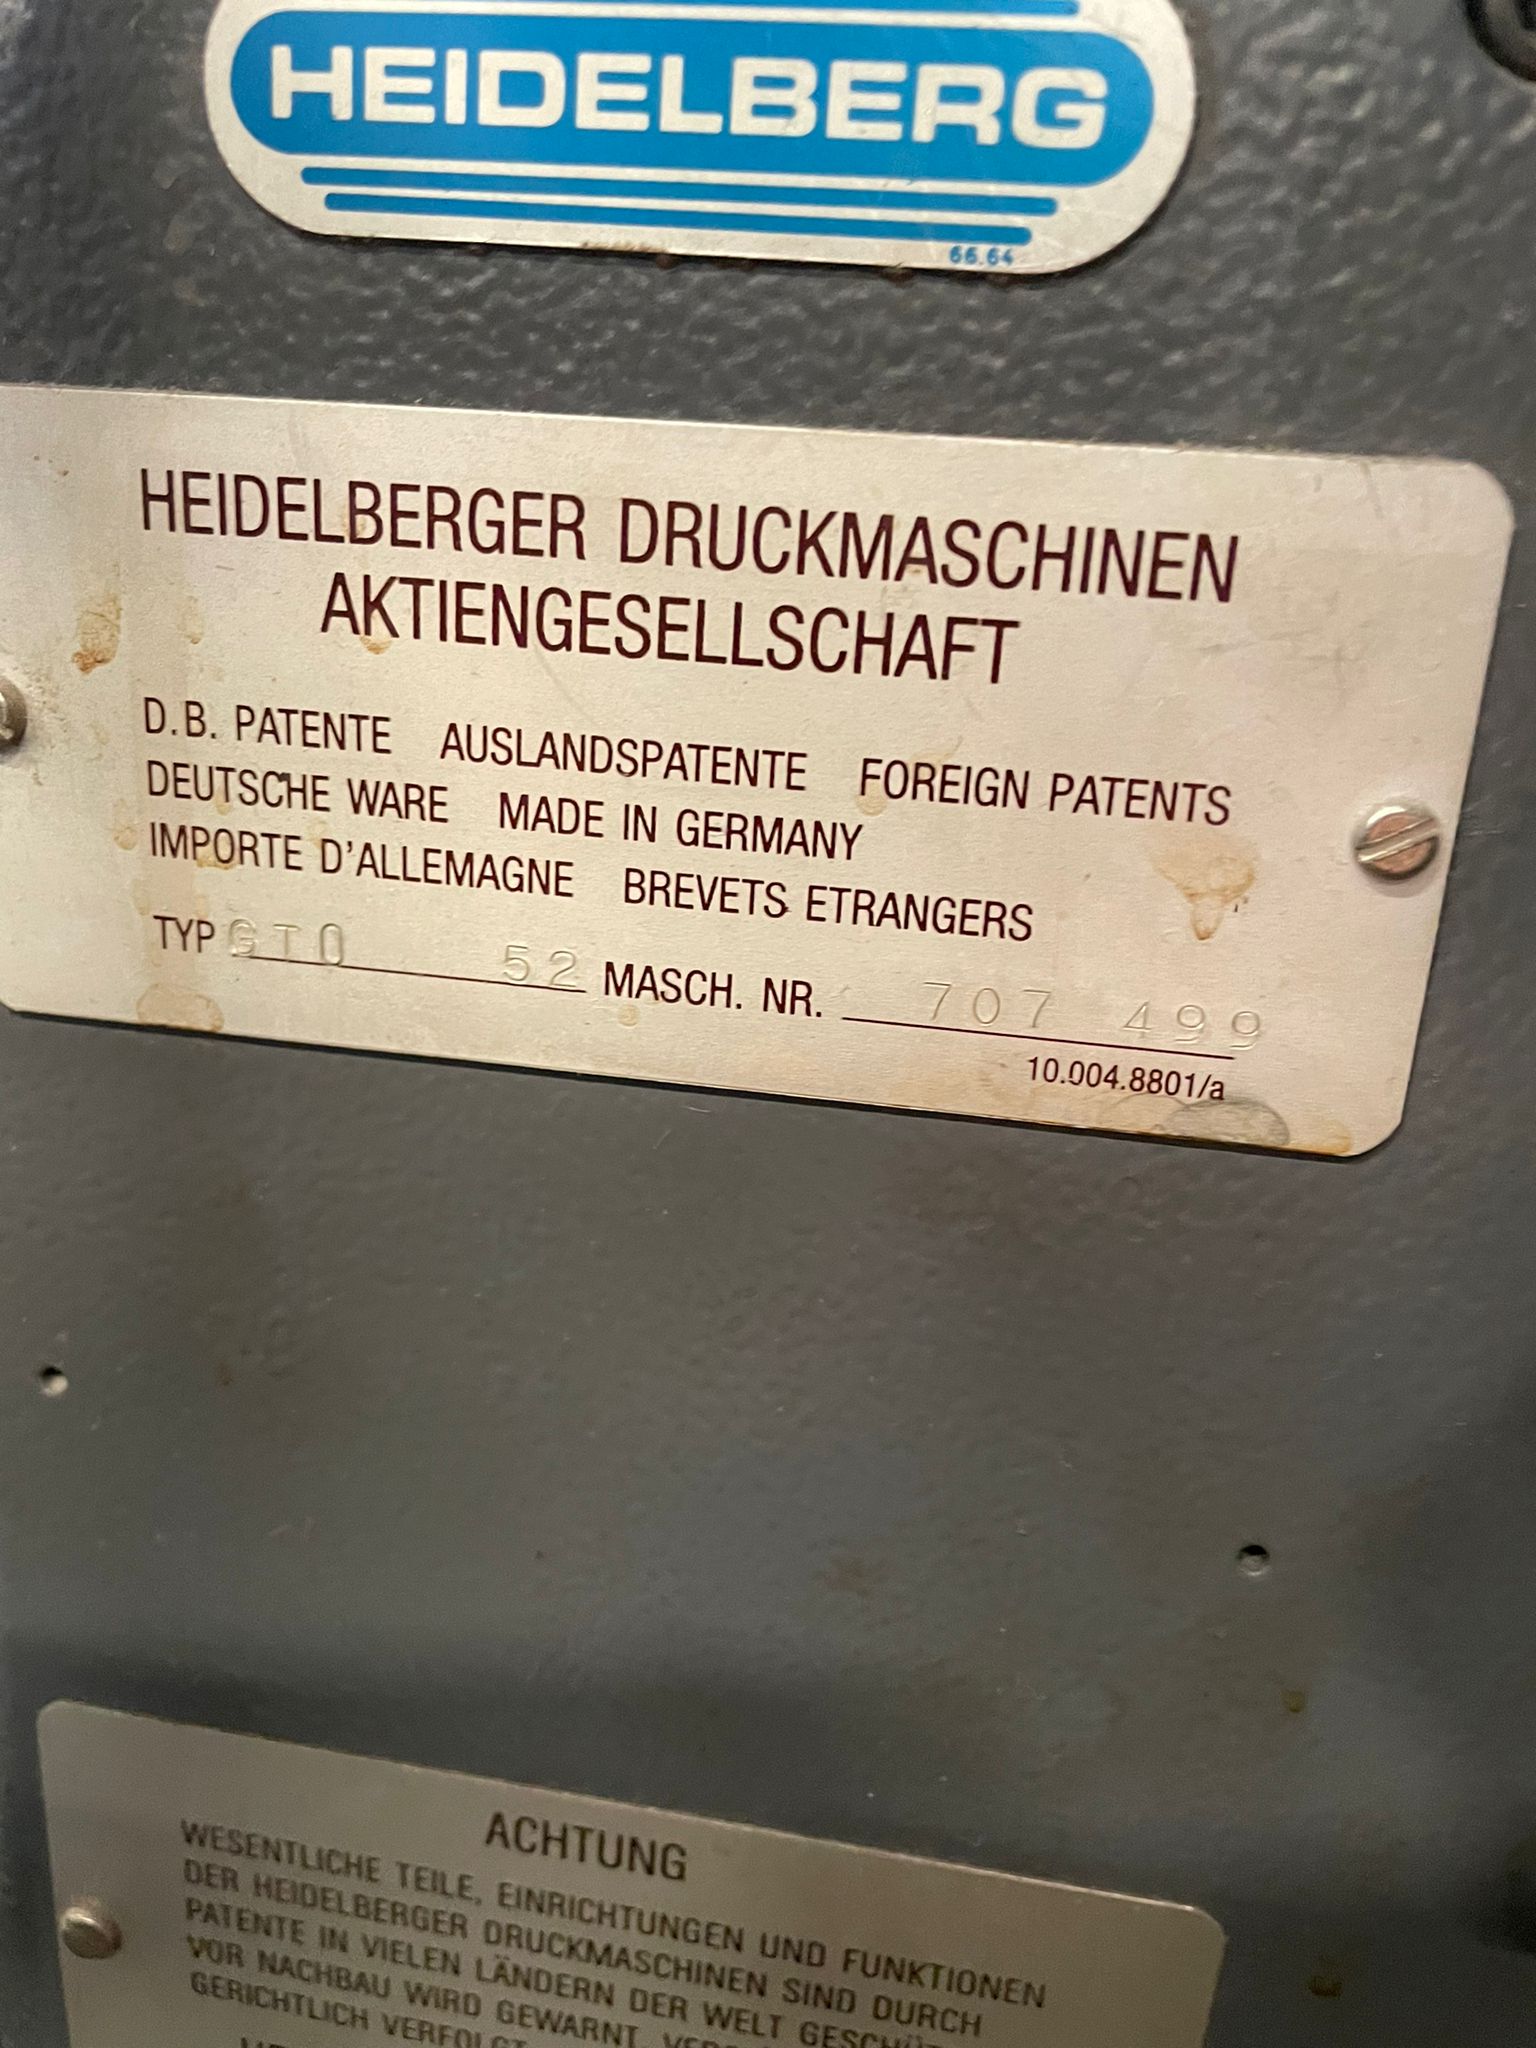 HEIDELBERG
66.64
HEIDELBERGER DRUCKMASCHINEN
AKTIENGESELLSCHAFT
D.B. PATENTE AUSLANDSPATENTE FOREIGN PATENTS
DEUTSCHE WARE MADE IN GERMANY
IMPORTE D'ALLEMAGNE BREVETS ETRANGERS
TYP GTO 52 MASCH. NR. 707 499
10.004.8801/a
ACHTUNG
WESENTLICHE TEILE, EINRICHTUNGEN UND FUNKTIONEN
DER HEIDELBERGER DRUCKMASCHINEN SIND DURCH
PATENTE IN VIELEN LÄNDERN DER WELT
VOR NACHBAU WIRD GEWARNT
GERICHTLICH